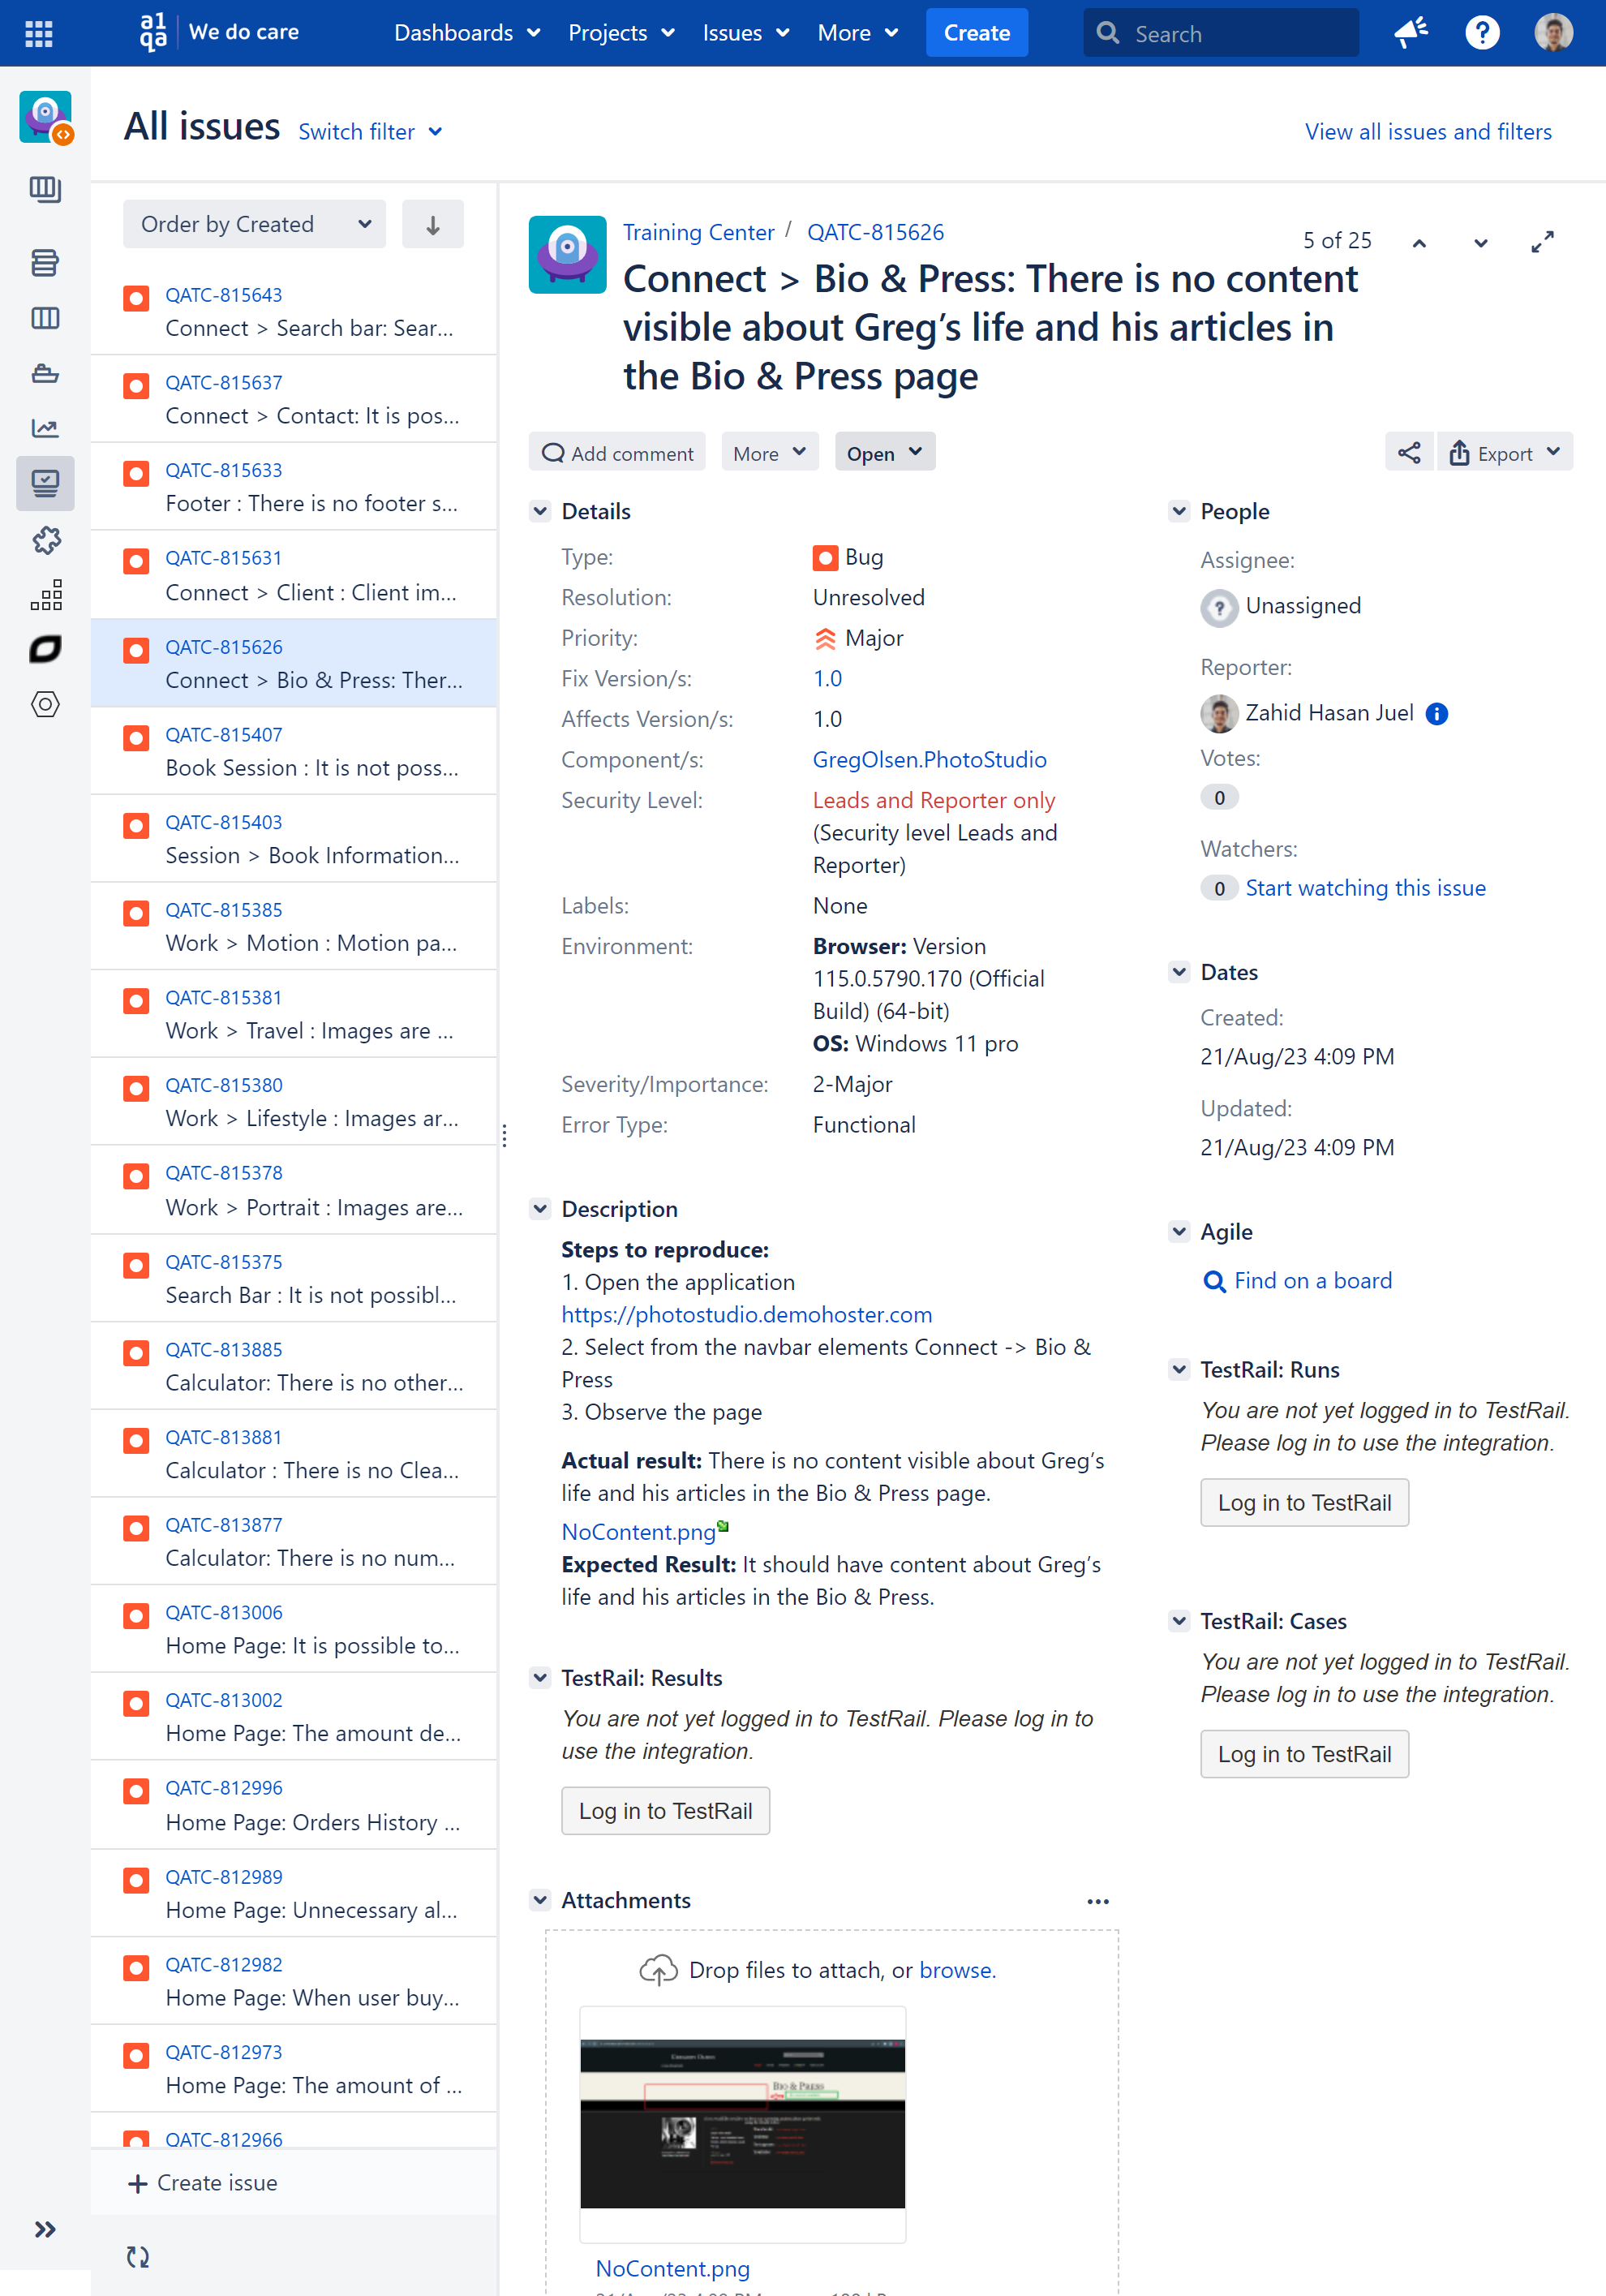 a1qa We do care Dashboards Projects Issues More Create Search
All issues Switch filter View all issues and filters
Order by Created
QATC-815643
Connect > Search bar: Sear...
QATC-815637
Connect > Contact: It is pos...
QATC-815633
Footer : There is no footer s...
QATC-815631
Connect > Client : Client im...
QATC-815626
Connect > Bio & Press: Ther...
QATC-815407
Book Session : It is not poss...
QATC-815403
Session > Book Information...
QATC-815385
Work > Motion : Motion pa...
QATC-815381
Work > Travel : Images are ...
QATC-815380
Work > Lifestyle : Images ar...
QATC-815378
Work > Portrait : Images are...
QATC-815375
Search Bar : It is not possibl...
QATC-813885
Calculator: There is no other...
QATC-813881
Calculator : There is no Clea...
QATC-813877
Calculator: There is no num...
QATC-813006
Home Page: It is possible to...
QATC-813002
Home Page: The amount de...
QATC-812996
Home Page: Orders History ...
QATC-812989
Home Page: Unnecessary al...
QATC-812982
Home Page: When user buy...
QATC-812973
Home Page: The amount of ...
QATC-812966
+ Create issue
Training Center / QATC-815626
5 of 25
Connect > Bio & Press: There is no content
visible about Greg’s life and his articles in
the Bio & Press page
Add comment More Open Export
Details
Type: Bug
Resolution: Unresolved
Priority: Major
Fix Version/s: 1.0
Affects Version/s: 1.0
Component/s: GregOlsen.PhotoStudio
Security Level: Leads and Reporter only
(Security level Leads and
Reporter)
Labels: None
Environment: Browser: Version
115.0.5790.170 (Official
Build) (64-bit)
OS: Windows 11 pro
Severity/Importance: 2-Major
Error Type: Functional
Description
Steps to reproduce:
1. Open the application
https://photostudio.demohoster.com
2. Select from the navbar elements Connect -> Bio &
Press
3. Observe the page
Actual result: There is no content visible about Greg’s
life and his articles in the Bio & Press page.
NoContent.png
Expected Result: It should have content about Greg’s
life and his articles in the Bio & Press.
TestRail: Results
You are not yet logged in to TestRail. Please log in to
use the integration.
Log in to TestRail
Attachments
Drop files to attach, or browse.
BIO & PRESS
NoContent.png
People
Assignee:
Unassigned
Reporter:
Zahid Hasan Juel
Votes:
0
Watchers:
0 Start watching this issue
Dates
Created:
21/Aug/23 4:09 PM
Updated:
21/Aug/23 4:09 PM
Agile
Find on a board
TestRail: Runs
You are not yet logged in to TestRail.
Please log in to use the integration.
Log in to TestRail
TestRail: Cases
You are not yet logged in to TestRail.
Please log in to use the integration.
Log in to TestRail